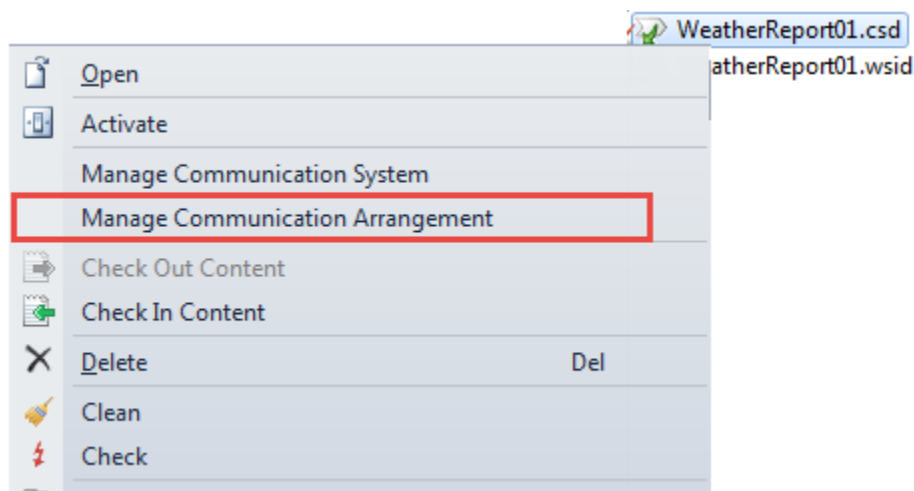 WeatherReport01.csd
atherReport01.wsid
Open
Activate
Manage Communication System
Manage Communication Arrangement
Check Out Content
Check In Content
Delete Del
Clean
Check